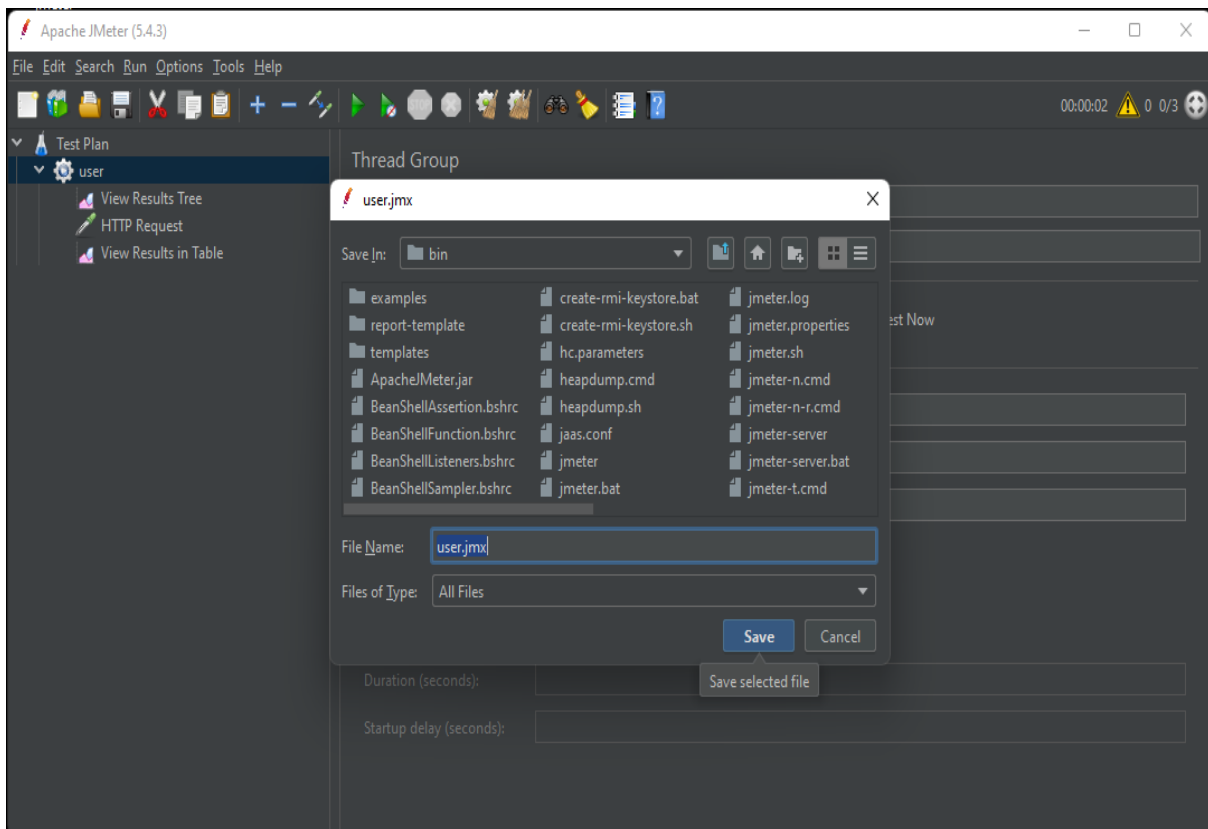 Apache JMeter (5.4.3)
File Edit Search Run Options Tools Help
00:00:02 0 0/3
Test Plan
user
View Results Tree
HTTP Request
View Results in Table
Thread Group
user.jmx
Save In: bin
examples create-rmi-keystore.bat jmeter.log
report-template create-rmi-keystore.sh jmeter.properties
templates hc.parameters jmeter.sh
ApacheJMeter.jar heapdump.cmd jmeter-n.cmd
BeanShellAssertion.bshrc heapdump.sh jmeter-n-r.cmd
BeanShellFunction.bshrc jaas.conf jmeter-server
BeanShellListeners.bshrc jmeter jmeter-server.bat
BeanShellSampler.bshrc jmeter.bat jmeter-t.cmd
est Now
File Name: user.jmx
Files of Type: All Files
Save Cancel
Save selected file
Duration (seconds):
Startup delay (seconds):